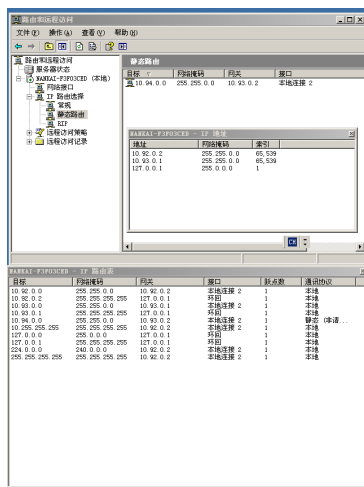 路由和远程访问
文件(F) 操作(A) 查看(V) 帮助(H)
路由和远程访问
服务器状态
NANKAI-F3F03CED (本地)
网络接口
IP 路由选择
常规
静态路由
RIP
远程访问策略
远程访问记录
静态路由
目标 网络掩码 网关 接口
10.94.0.0 255.255.0.0 10.93.0.2 本地连接 2
NANKAI-F3F03CED - IP 地址
地址 网络掩码 索引
10.92.0.2 255.255.0.0 65,539
10.93.0.1 255.255.0.0 65,539
127.0.0.1 255.0.0.0 1
CH
NANKAI-F3F03CED - IP 路由表
目标 网络掩码 网关 接口 跃点数 通讯协议
10.92.0.0 255.255.0.0 10.92.0.2 本地连接 2 1 本地
10.92.0.2 255.255.255.255 127.0.0.1 环回 1 本地
10.93.0.0 255.255.0.0 10.93.0.1 本地连接 2 1 本地
10.93.0.1 255.255.255.255 127.0.0.1 环回 1 本地
10.94.0.0 255.255.0.0 10.93.0.2 本地连接 2 1 静态 (非请...
10.255.255.255 255.255.255.255 10.92.0.2 本地连接 2 1 本地
127.0.0.0 255.0.0.0 127.0.0.1 环回 1 本地
127.0.0.1 255.255.255.255 127.0.0.1 环回 1 本地
224.0.0.0 240.0.0.0 10.92.0.2 本地连接 2 1 本地
255.255.255.255 255.255.255.255 10.92.0.2 本地连接 2 1 本地